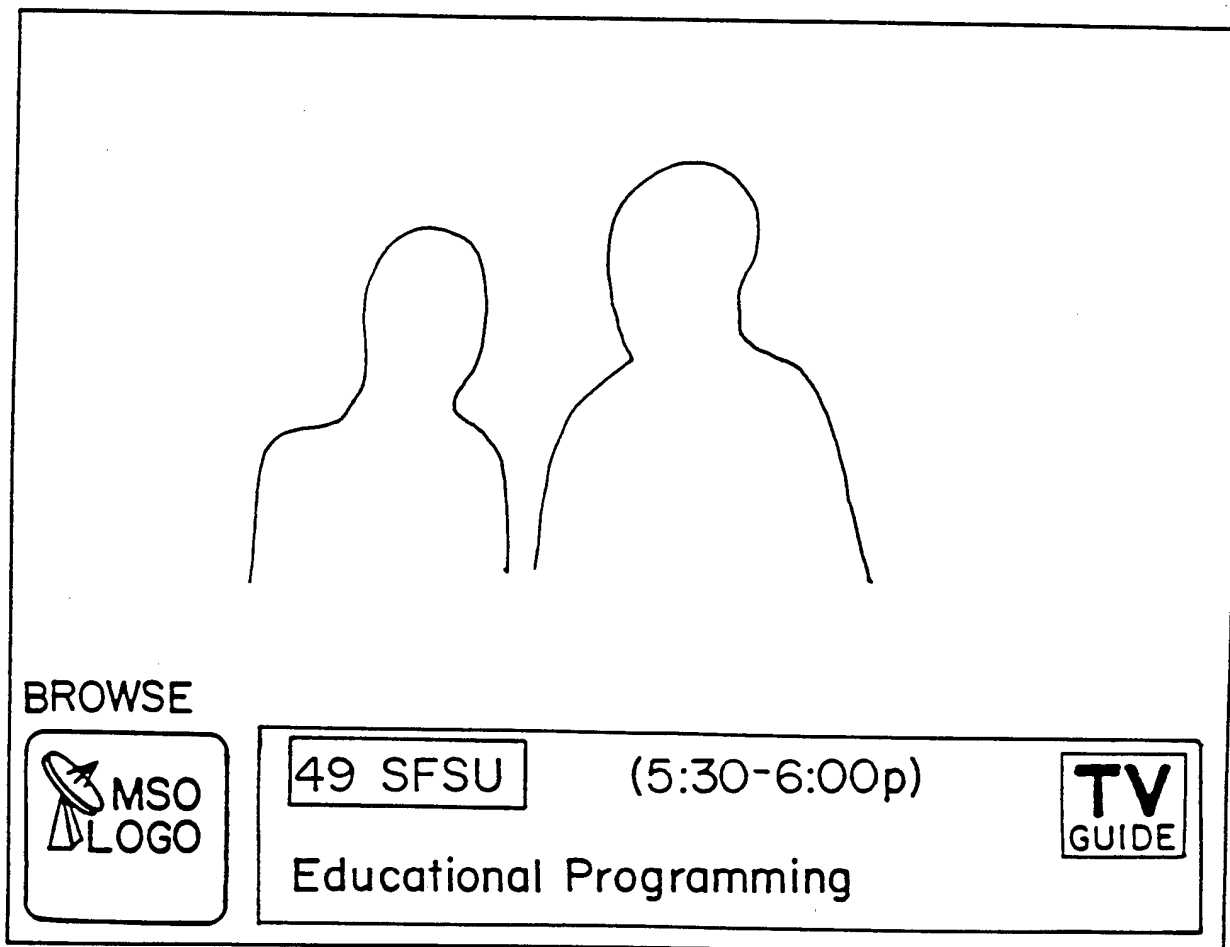 BROWSE
MSO
LOGO
49 SFSU (5:30-6:00p)
Educational Programming
TV
GUIDE